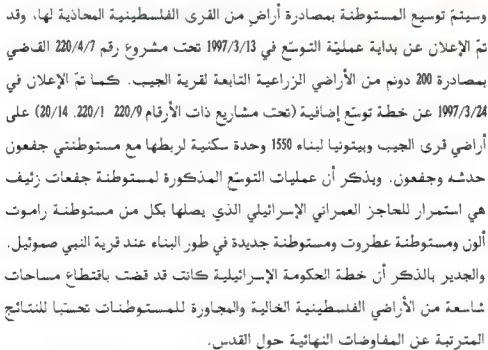 وسيتمّ توسيع المستوطنة بمصادرة أراضٍ من القرى الفلسطينية المحاذية لها، وقد
تمّ الإعلان عن بداية عمليّة التوسّع في 1997/3/13 تحت مشروع رقم 220/4/7 القاضي
بمصادرة 200 دونم من الأراضي الزراعية التابعة لقرية الجيب. كما تمّ الإعلان في
1997/3/24 عن خطة توسّع إضافية (تحت مشاريع ذات الأرقام 220/9 220/1، 20/14) على
أراضي قرى الجيب وبيتونيا لبناء 1550 وحدة سكنية لربطها مع مستوطنتي جفعون
حدشه وجفعون. ويذكر أن عمليات التوسّع المذكورة لمستوطنة جفعات زئيف
هي استمرار للحاجز العمراني الإسرائيلي الذي يصلها بكل من مستوطنة راموت
ألون ومستوطنة عطروت ومستوطنة جديدة في طور البناء عند قرية النبي صموئيل.
والجدير بالذكر أن خطة الحكومة الإسرائيلية كانت قد قضت باقتطاع مساحات
شاسعة من الأراضي الفلسطينية الخالية والمجاورة للمستوطنات تحسّبا للنتائج
المترتبة عن المفاوضات النهائية حول القدس.